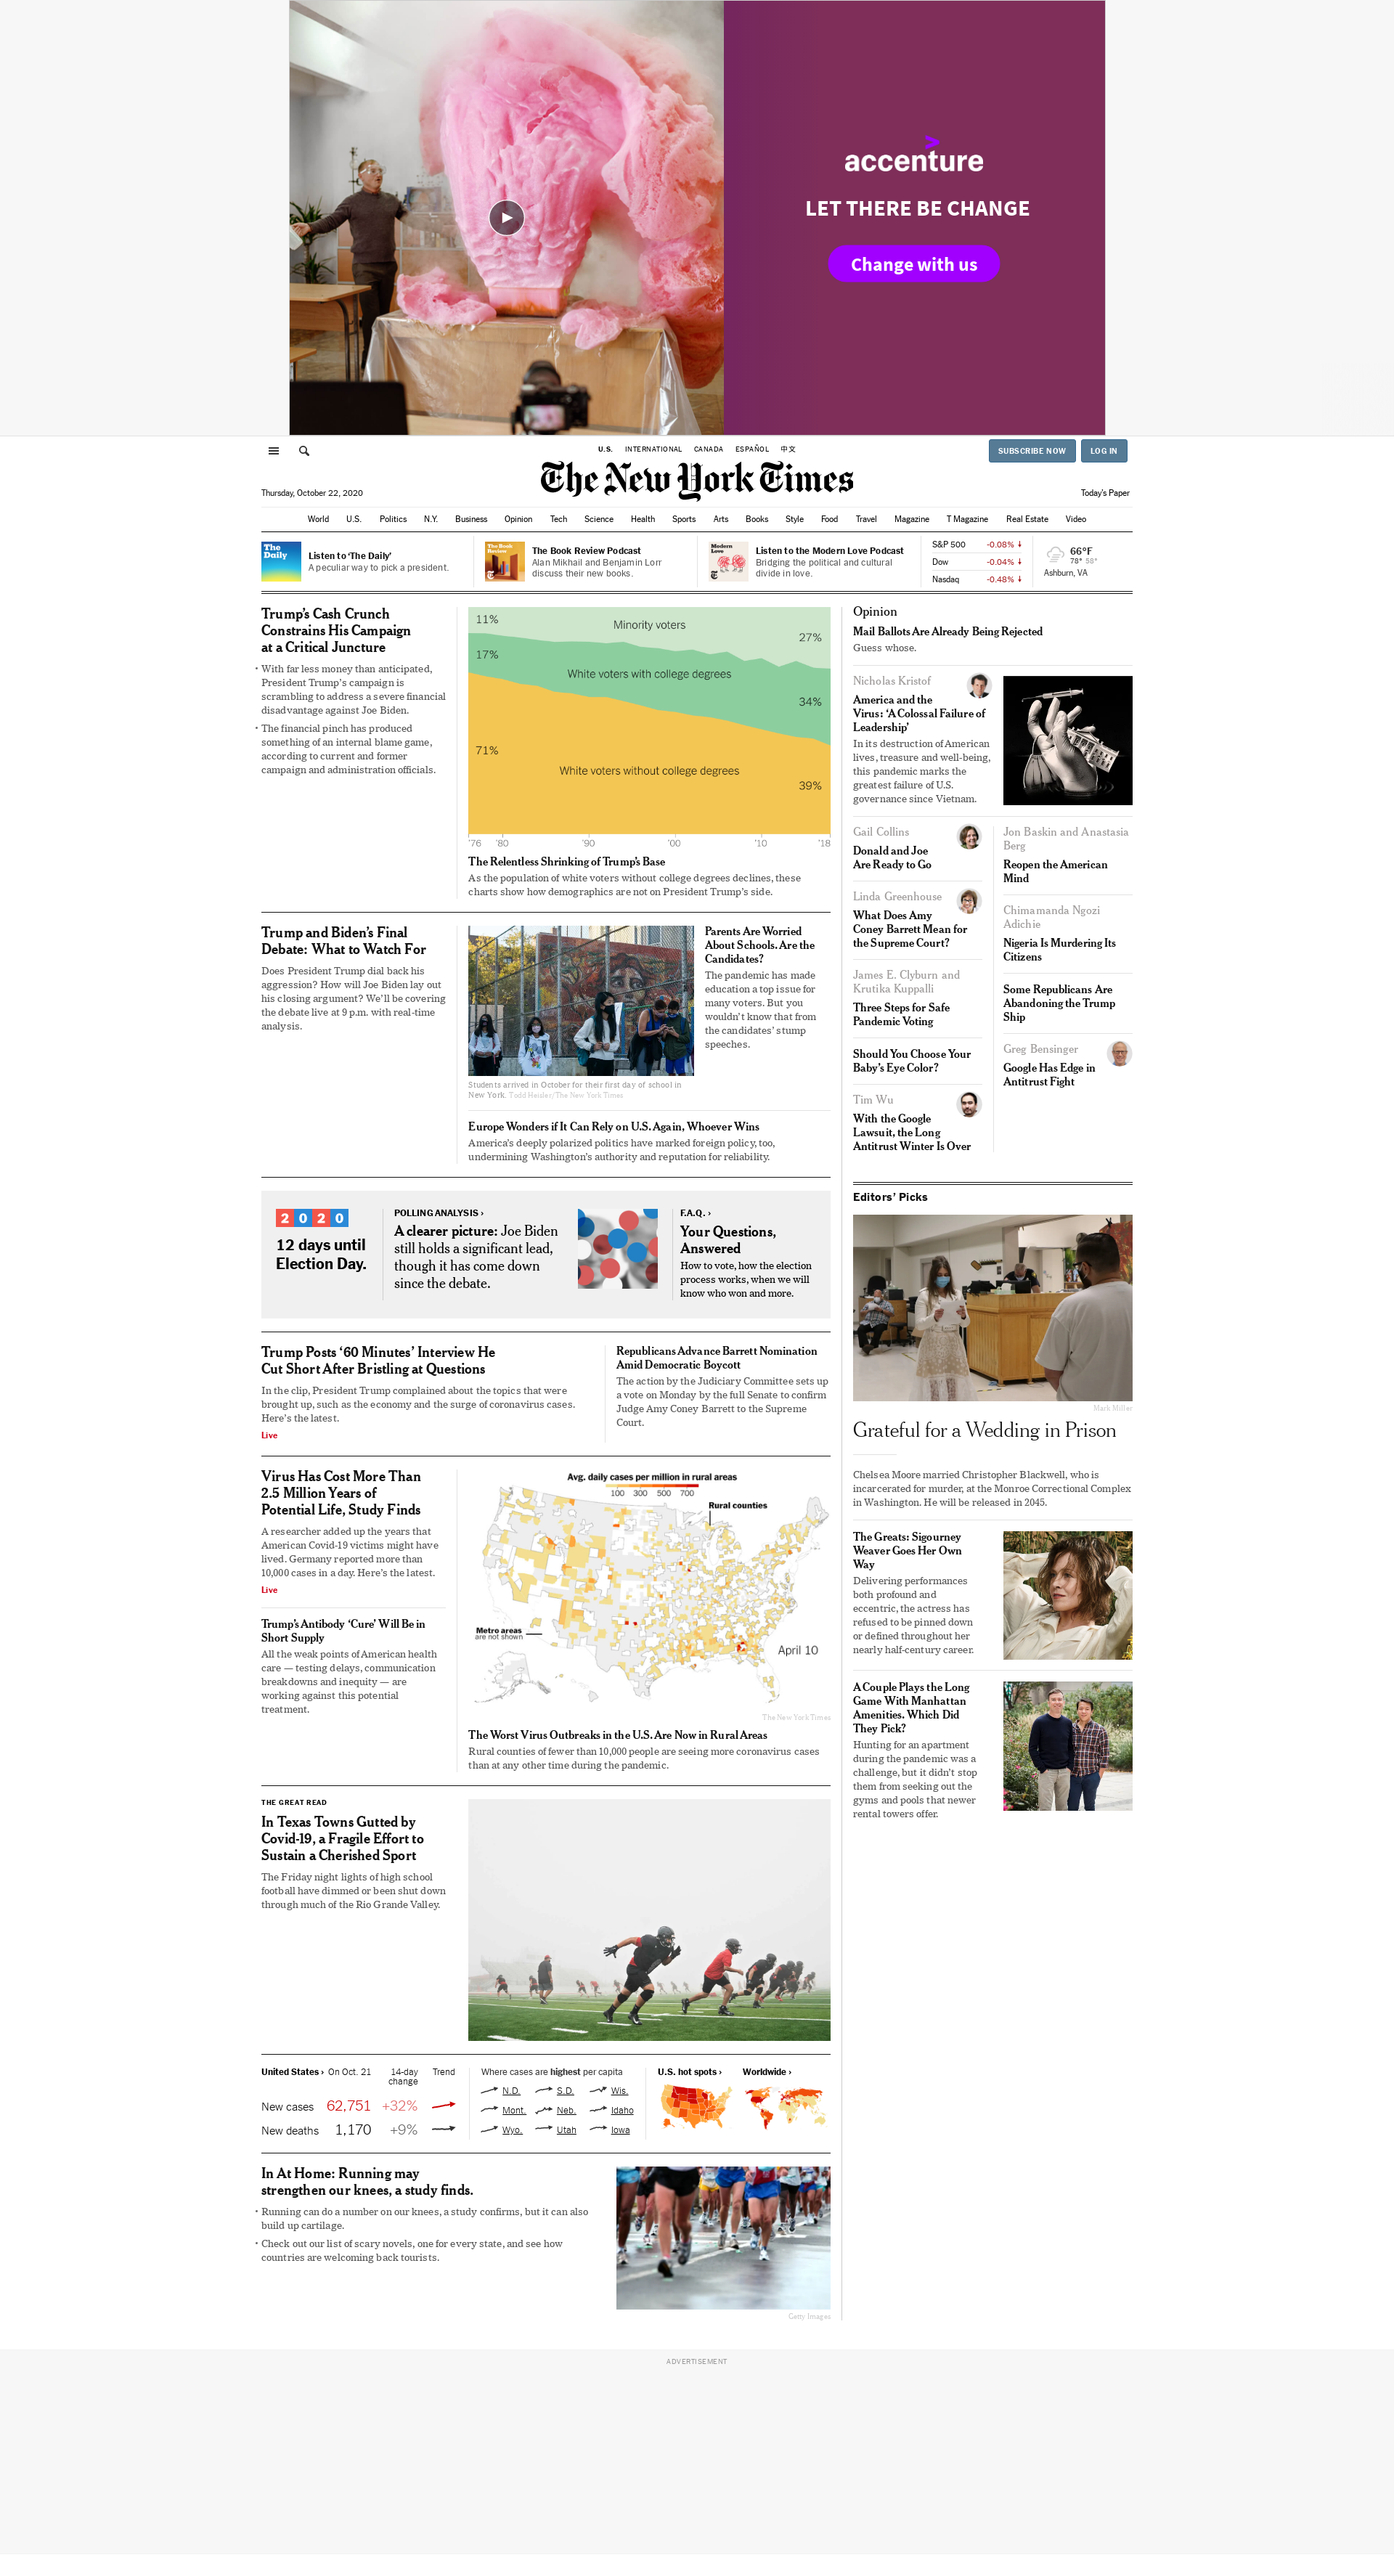 accenture
LET THERE BE CHANGE
Change with us
U.S. INTERNATIONAL CANADA ESPAÑOL 中文
SUBSCRIBE NOW LOG IN
The New York Times
Thursday, October 22, 2020
Today's Paper
World U.S. Politics N.Y. Business Opinion Tech Science Health Sports Arts Books Style Food Travel Magazine T Magazine Real Estate Video
The Daily
Listen to ‘The Daily’
A peculiar way to pick a president.
The Book Review
The Book Review Podcast
Alan Mikhail and Benjamin Lorr
discuss their new books.
Modern Love
Listen to the Modern Love Podcast
Bridging the political and cultural
divide in love.
S&P 500 -0.08%
Dow -0.04%
Nasdaq -0.48%
66°F
78° 58°
Ashburn, VA
Trump’s Cash Crunch
Constrains His Campaign
at a Critical Juncture
• With far less money than anticipated,
President Trump’s campaign is
scrambling to address a severe financial
disadvantage against Joe Biden.
• The financial pinch has produced
something of an internal blame game,
according to current and former
campaign and administration officials.
11%
Minority voters
27%
17%
White voters with college degrees
34%
71%
White voters without college degrees
39%
’76 ’80 ’90 ’00 ’10 ’18
The Relentless Shrinking of Trump’s Base
As the population of white voters without college degrees declines, these
charts show how demographics are not on President Trump’s side.
Trump and Biden’s Final
Debate: What to Watch For
Does President Trump dial back his
aggression? How will Joe Biden lay out
his closing argument? We’ll be covering
the debate live at 9 p.m. with real-time
analysis.
Students arrived in October for their first day of school in
New York. Todd Heisler/The New York Times
Parents Are Worried
About Schools. Are the
Candidates?
The pandemic has made
education a top issue for
many voters. But you
wouldn’t know that from
the candidates’ stump
speeches.
Europe Wonders if It Can Rely on U.S. Again, Whoever Wins
America’s deeply polarized politics have marked foreign policy, too,
undermining Washington’s authority and reputation for reliability.
2020
12 days until
Election Day.
POLLING ANALYSIS ›
A clearer picture: Joe Biden
still holds a significant lead,
though it has come down
since the debate.
F.A.Q. ›
Your Questions,
Answered
How to vote, how the election
process works, when we will
know who won and more.
Trump Posts ‘60 Minutes’ Interview He
Cut Short After Bristling at Questions
In the clip, President Trump complained about the topics that were
brought up, such as the economy and the surge of coronavirus cases.
Here’s the latest.
Live
Republicans Advance Barrett Nomination
Amid Democratic Boycott
The action by the Judiciary Committee sets up
a vote on Monday by the full Senate to confirm
Judge Amy Coney Barrett to the Supreme
Court.
Virus Has Cost More Than
2.5 Million Years of
Potential Life, Study Finds
A researcher added up the years that
American Covid-19 victims might have
lived. Germany reported more than
10,000 cases in a day. Here’s the latest.
Live
Trump’s Antibody ‘Cure’ Will Be in
Short Supply
All the weak points of American health
care — testing delays, communication
breakdowns and inequity — are
working against this potential
treatment.
Avg. daily cases per million in rural areas
100 300 500 700
Rural counties
Metro areas
are not shown
April 10
The New York Times
The Worst Virus Outbreaks in the U.S. Are Now in Rural Areas
Rural counties of fewer than 10,000 people are seeing more coronavirus cases
than at any other time during the pandemic.
THE GREAT READ
In Texas Towns Gutted by
Covid-19, a Fragile Effort to
Sustain a Cherished Sport
The Friday night lights of high school
football have dimmed or been shut down
through much of the Rio Grande Valley.
United States › On Oct. 21 14-day change Trend
New cases 62,751 +32%
New deaths 1,170 +9%
Where cases are highest per capita
N.D. S.D. Wis.
Mont. Neb. Idaho
Wyo. Utah Iowa
U.S. hot spots › Worldwide ›
In At Home: Running may
strengthen our knees, a study finds.
• Running can do a number on our knees, a study confirms, but it can also
build up cartilage.
• Check out our list of scary novels, one for every state, and see how
countries are welcoming back tourists.
Getty Images
Opinion
Mail Ballots Are Already Being Rejected
Guess whose.
Nicholas Kristof
America and the
Virus: ‘A Colossal Failure of
Leadership’
In its destruction of American
lives, treasure and well-being,
this pandemic marks the
greatest failure of U.S.
governance since Vietnam.
Gail Collins
Donald and Joe
Are Ready to Go
Linda Greenhouse
What Does Amy
Coney Barrett Mean for
the Supreme Court?
James E. Clyburn and
Krutika Kuppalli
Three Steps for Safe
Pandemic Voting
Should You Choose Your
Baby’s Eye Color?
Tim Wu
With the Google
Lawsuit, the Long
Antitrust Winter Is Over
Jon Baskin and Anastasia
Berg
Reopen the American
Mind
Chimamanda Ngozi
Adichie
Nigeria Is Murdering Its
Citizens
Some Republicans Are
Abandoning the Trump
Ship
Greg Bensinger
Google Has Edge in
Antitrust Fight
Editors’ Picks
Mark Miller
Grateful for a Wedding in Prison
Chelsea Moore married Christopher Blackwell, who is
incarcerated for murder, at the Monroe Correctional Complex
in Washington. He will be released in 2045.
The Greats: Sigourney
Weaver Goes Her Own
Way
Delivering performances
both profound and
eccentric, the actress has
refused to be pinned down
or defined throughout her
nearly half-century career.
A Couple Plays the Long
Game With Manhattan
Amenities. Which Did
They Pick?
Hunting for an apartment
during the pandemic was a
challenge, but it didn’t stop
them from seeking out the
gyms and pools that newer
rental towers offer.
ADVERTISEMENT